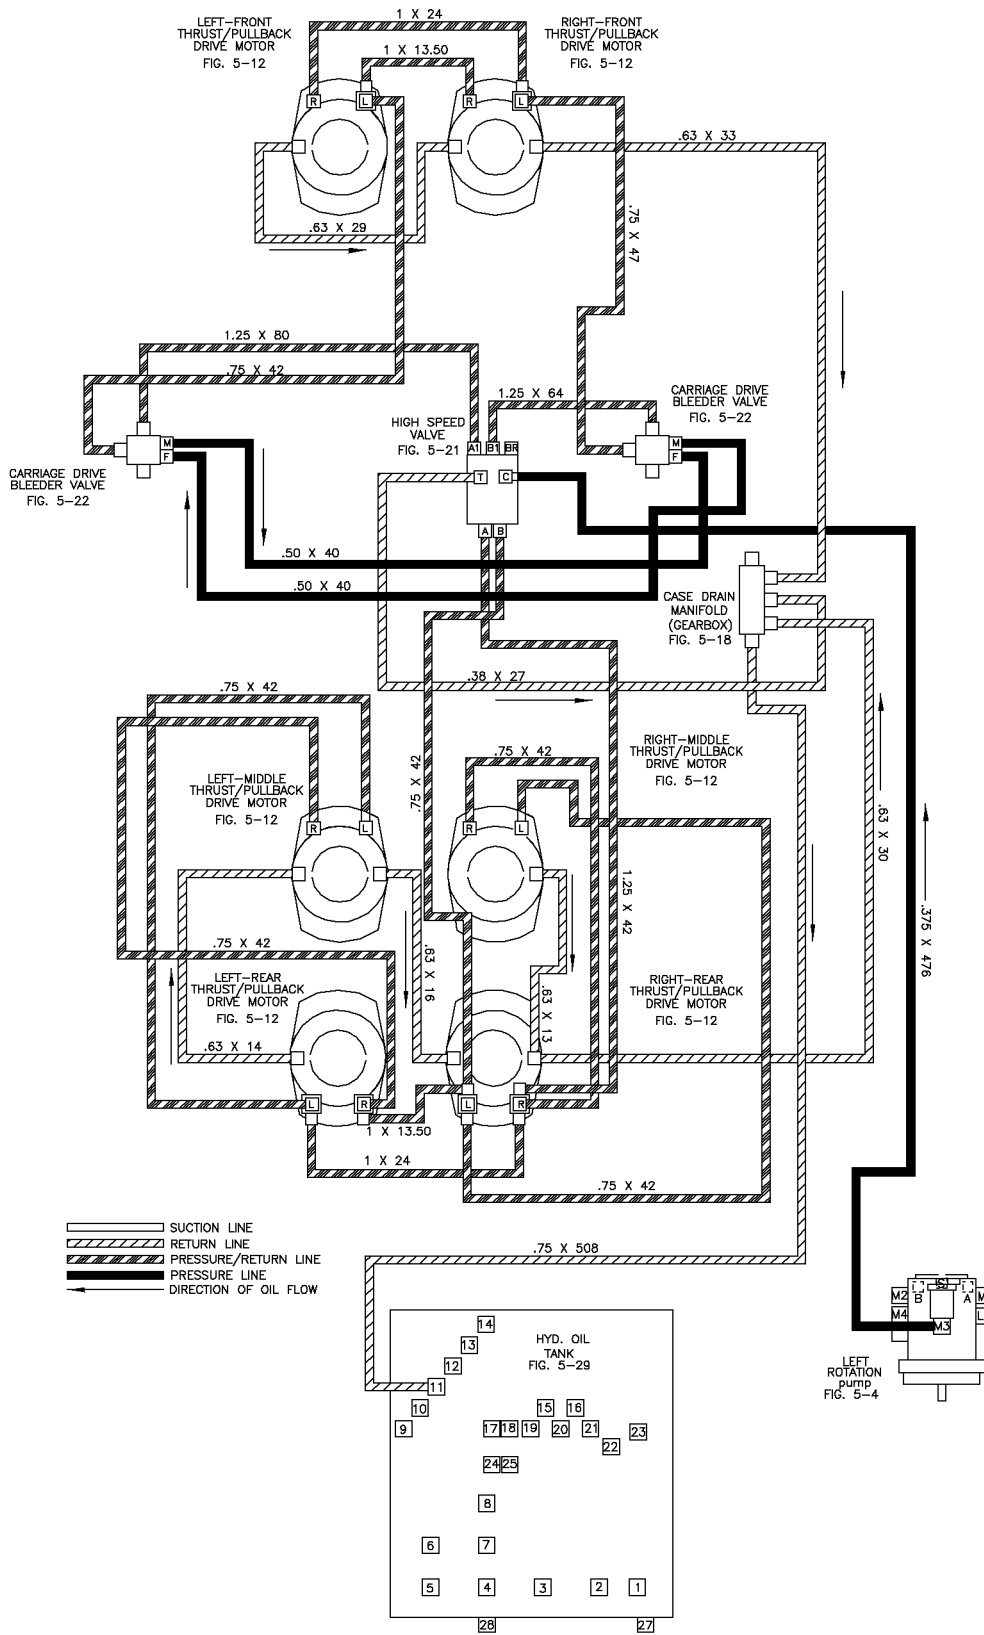 1 X 24
LEFT-FRONT
THRUST/PULLBACK
DRIVE MOTOR
FIG. 5-12
RIGHT-FRONT
THRUST/PULLBACK
DRIVE MOTOR
FIG. 5-12
1 X 13.50
R
L
R
L
.63 X 33
.63 X 29
.75 X 47
1.25 X 80
.75 X 42
1.25 X 64
CARRIAGE DRIVE
BLEEDER VALVE
FIG. 5-22
HIGH SPEED
VALVE
FIG. 5-21
A1
B1
BR
M
F
M
F
T
C
CARRIAGE DRIVE
BLEEDER VALVE
FIG. 5-22
A
B
.50 X 40
.50 X 40
CASE DRAIN
MANIFOLD
(GEARBOX)
FIG. 5-18
.38 X 27
.75 X 42
RIGHT-MIDDLE
THRUST/PULLBACK
DRIVE MOTOR
FIG. 5-12
.75 X 42
.75 X 42
LEFT-MIDDLE
THRUST/PULLBACK
DRIVE MOTOR
FIG. 5-12
R
L
R
L
.63 X 30
1.25 X 42
.375 X 476
.75 X 42
.63 X 16
LEFT-REAR
THRUST/PULLBACK
DRIVE MOTOR
FIG. 5-12
RIGHT-REAR
THRUST/PULLBACK
DRIVE MOTOR
FIG. 5-12
.63 X 13
.63 X 14
L
R
L
R
1 X 13.50
1 X 24
.75 X 42
SUCTION LINE
RETURN LINE
PRESSURE/RETURN LINE
PRESSURE LINE
DIRECTION OF OIL FLOW
.75 X 508
S
M2
B
A
M
M4
M3
L
LEFT
ROTATION
pump
FIG. 5-4
HYD. OIL
TANK
FIG. 5-29
14
13
12
11
10
9
15
16
17
18
19
20
21
22
23
24
25
8
6
7
5
4
3
2
1
28
27